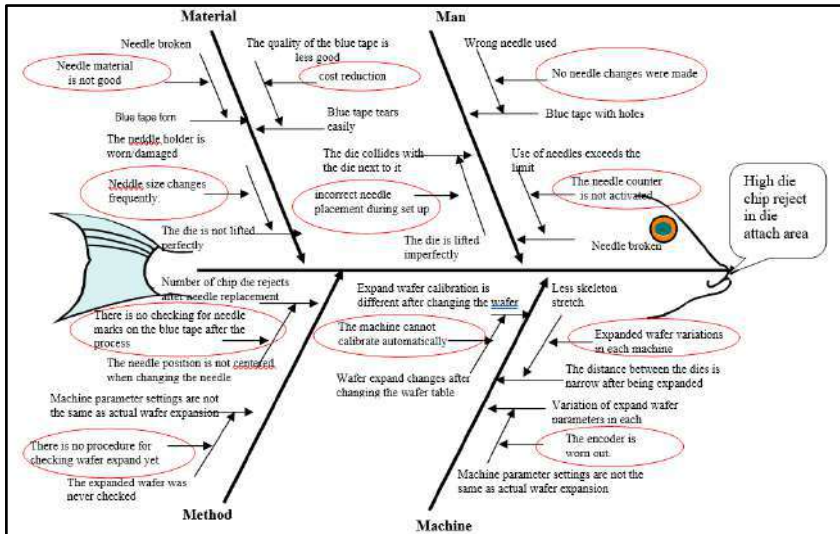 Material
Man
Needle broken
Needle material
is not good
The quality of the blue tape is
less good
cost reduction
Blue tape torn
Blue tape tears
easily
The neddle holder is
worn/damaged
Neddle size changes
frequently.
The die is not lifted
perfectly
Wrong needle used
No needle changes were
made
Blue tape with holes
The die collides with
the die next to it
incorrect needle
placement during set up
The die is lifted
imperfectly
Use of needles exceeds the
limit
The needle counter
is not activated
Needle broken
High die
chip reject
in die
attach area
Number of chip die rejects
after needle replacement
There is no checking for needle
marks on the blue tape after the
process
The needle position is not centered
when changing the needle
Machine parameter settings are not
the same as actual wafer expansion
There is no procedure for
checking wafer expand yet
The expanded wafer was
never checked
Method
Expand wafer calibration is
different after changing the wafer
The machine cannot
calibrate automatically
Wafer expand changes after
changing the wafer table
Less skeleton
stretch
Expanded wafer variations
in each machine
The distance between the dies is
narrow after being expanded
Variation of expand wafer
parameters in each
The encoder is
worn out.
Machine parameter settings are not the
same as actual wafer expansion
Machine